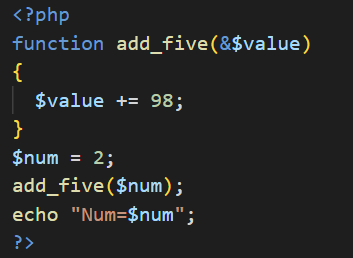 <?php
function add_five(&$value)
{
  $value += 98;
}
$num = 2;
add_five($num);
echo "Num=$num";
?>